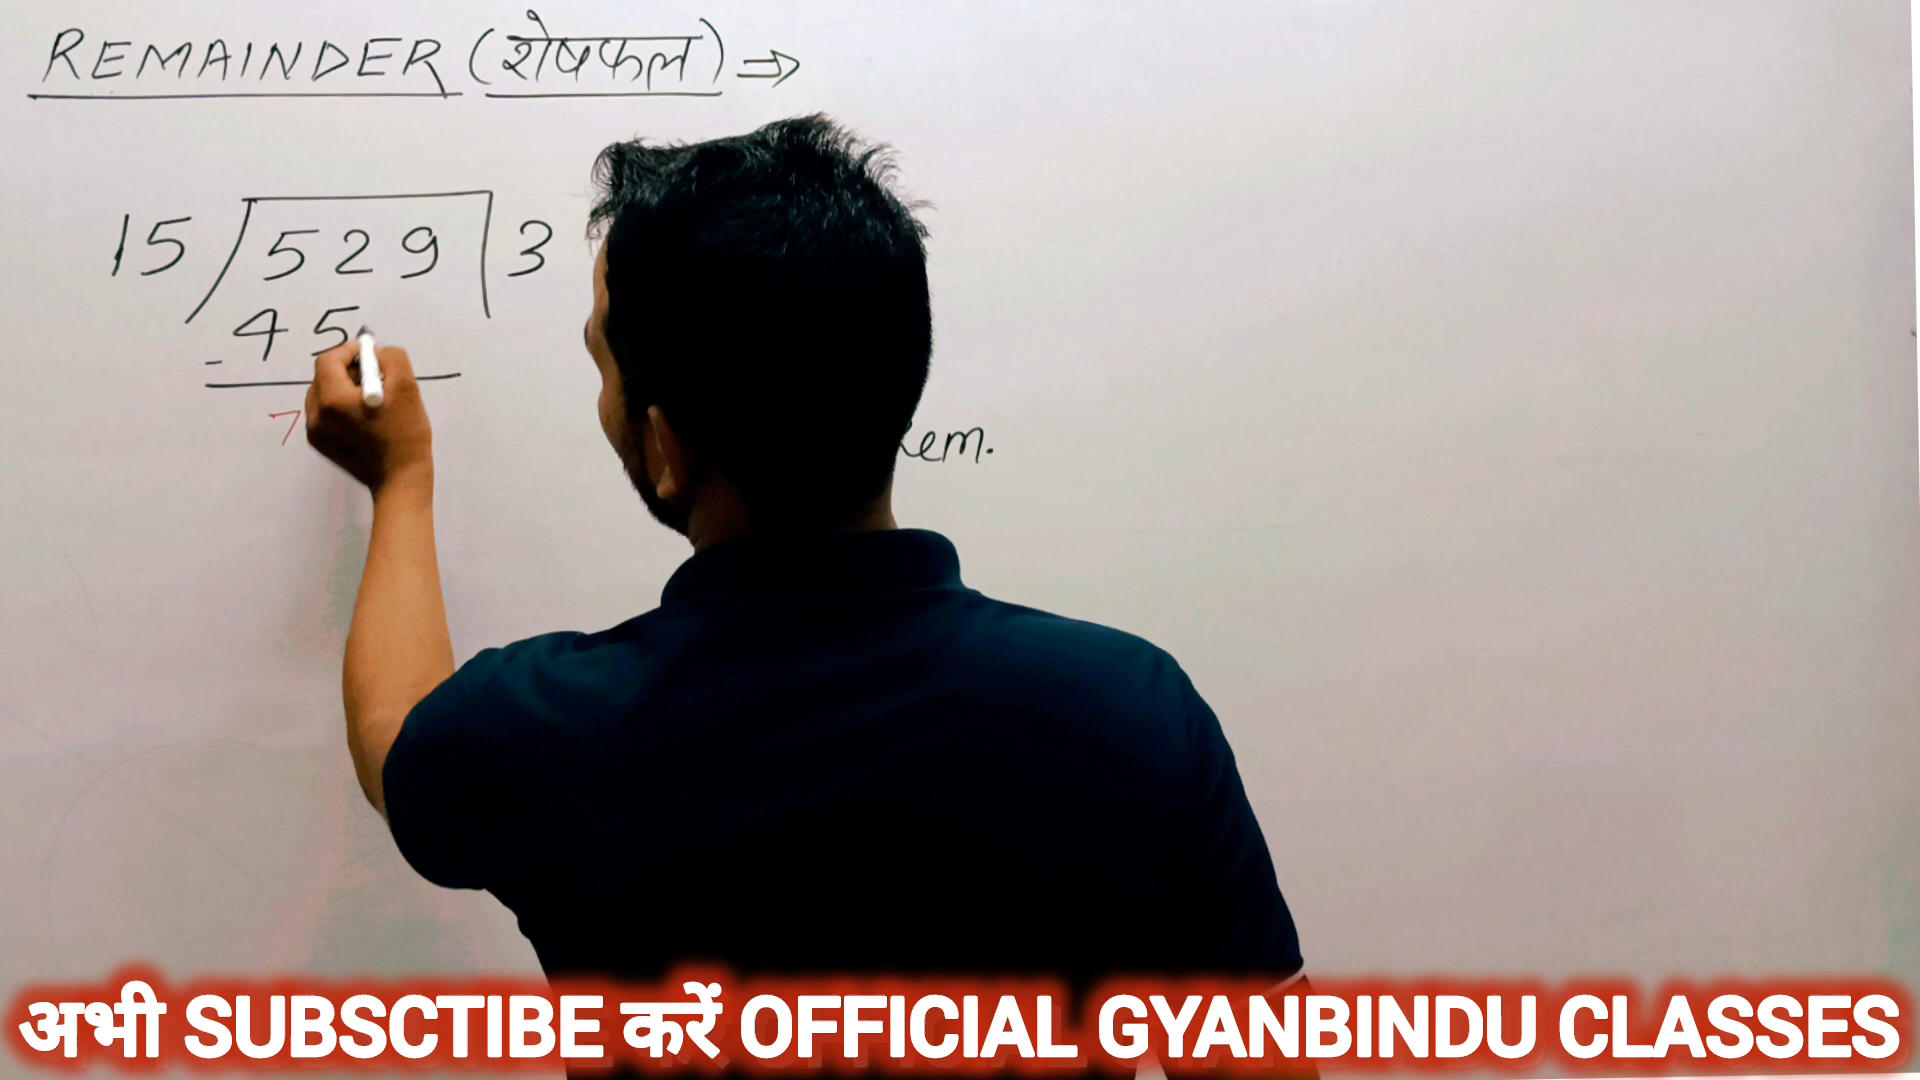 REMAINDER (शेषफल) ⇒
15 529 3
- 45
7
Rem.
अभी SUBSCTIBE करें OFFICIAL GYANBINDU CLASSES